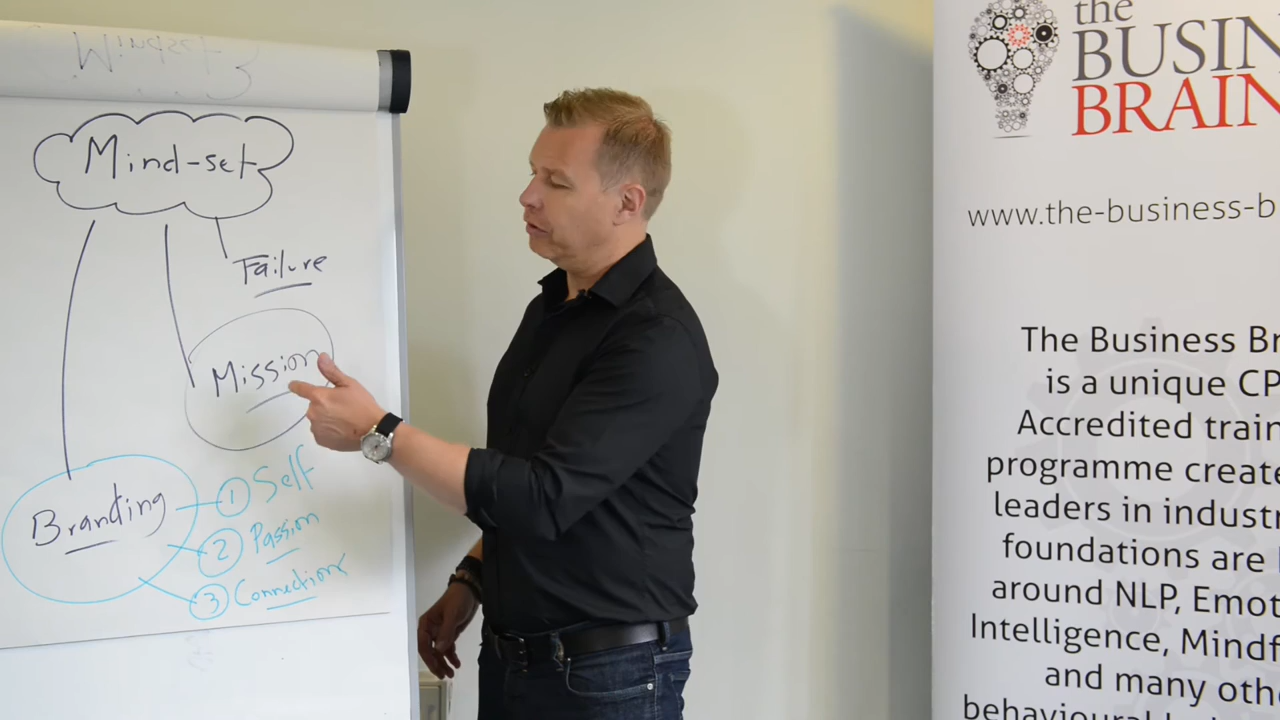 Mind-set
Failure
Mission
Branding
1 Self
2 Passion
3 Connections
the
BUSIN
BRAIN
www.the-business-b
The Business Br
is a unique CP
Accredited train
programme create
leaders in industr
foundations are
around NLP, Emot
Intelligence, Mindf
and many oth
behavioural